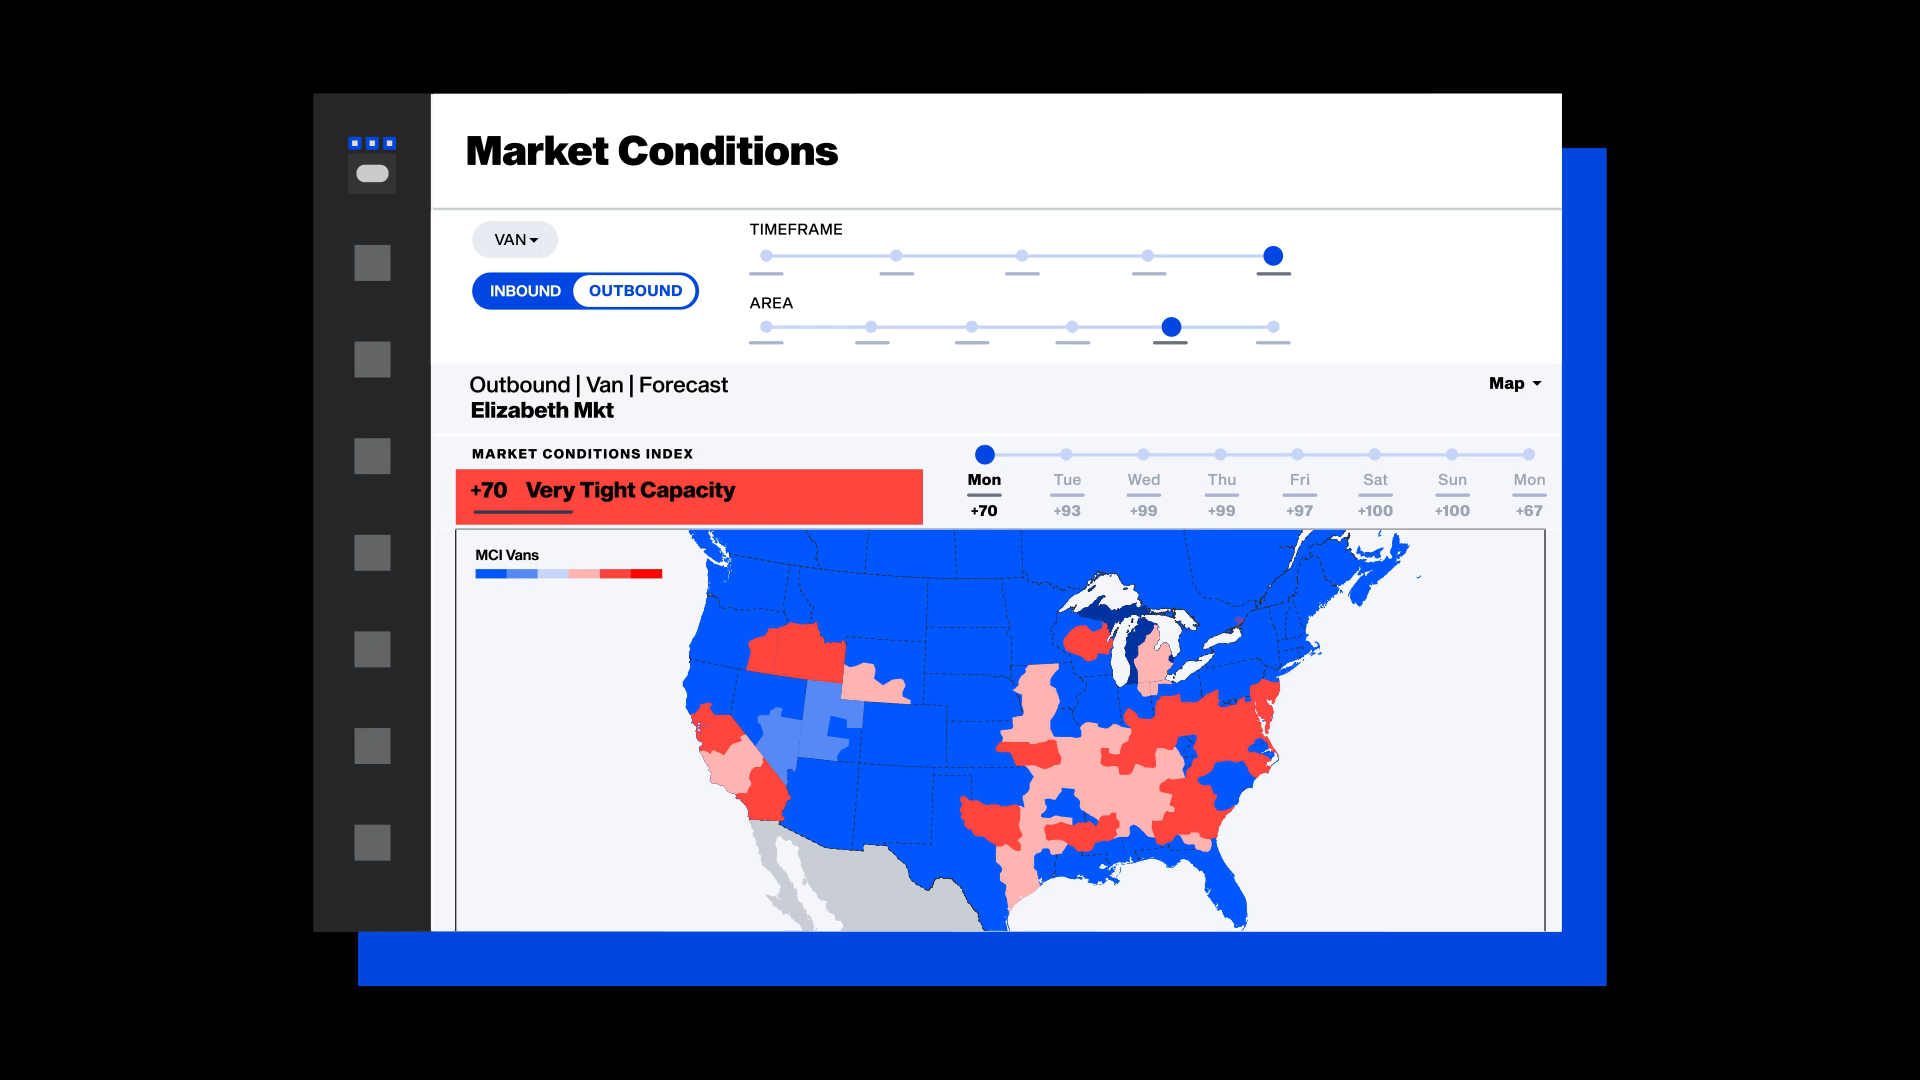 Market Conditions
VAN
INBOUND OUTBOUND
TIMEFRAME
AREA
Outbound | Van | Forecast
Elizabeth Mkt
Map
MARKET CONDITIONS INDEX
+70 Very Tight Capacity
Mon Tue Wed Thu Fri Sat Sun Mon
+70 +93 +99 +99 +97 +100 +100 +67
MCI Vans